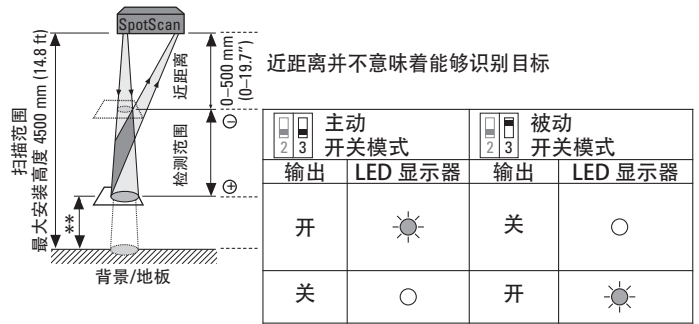 SpotScan
扫描范围
最大安装高度 4500 mm (14.8 ft)
近距离
0–500 mm
(0–19.7")
检测范围
⊖
⊕
**
背景/地板
近距离并不意味着能够识别目标
2 3 主动
开关模式
2 3 被动
开关模式
输出 LED 显示器 输出 LED 显示器
开 关
关 开